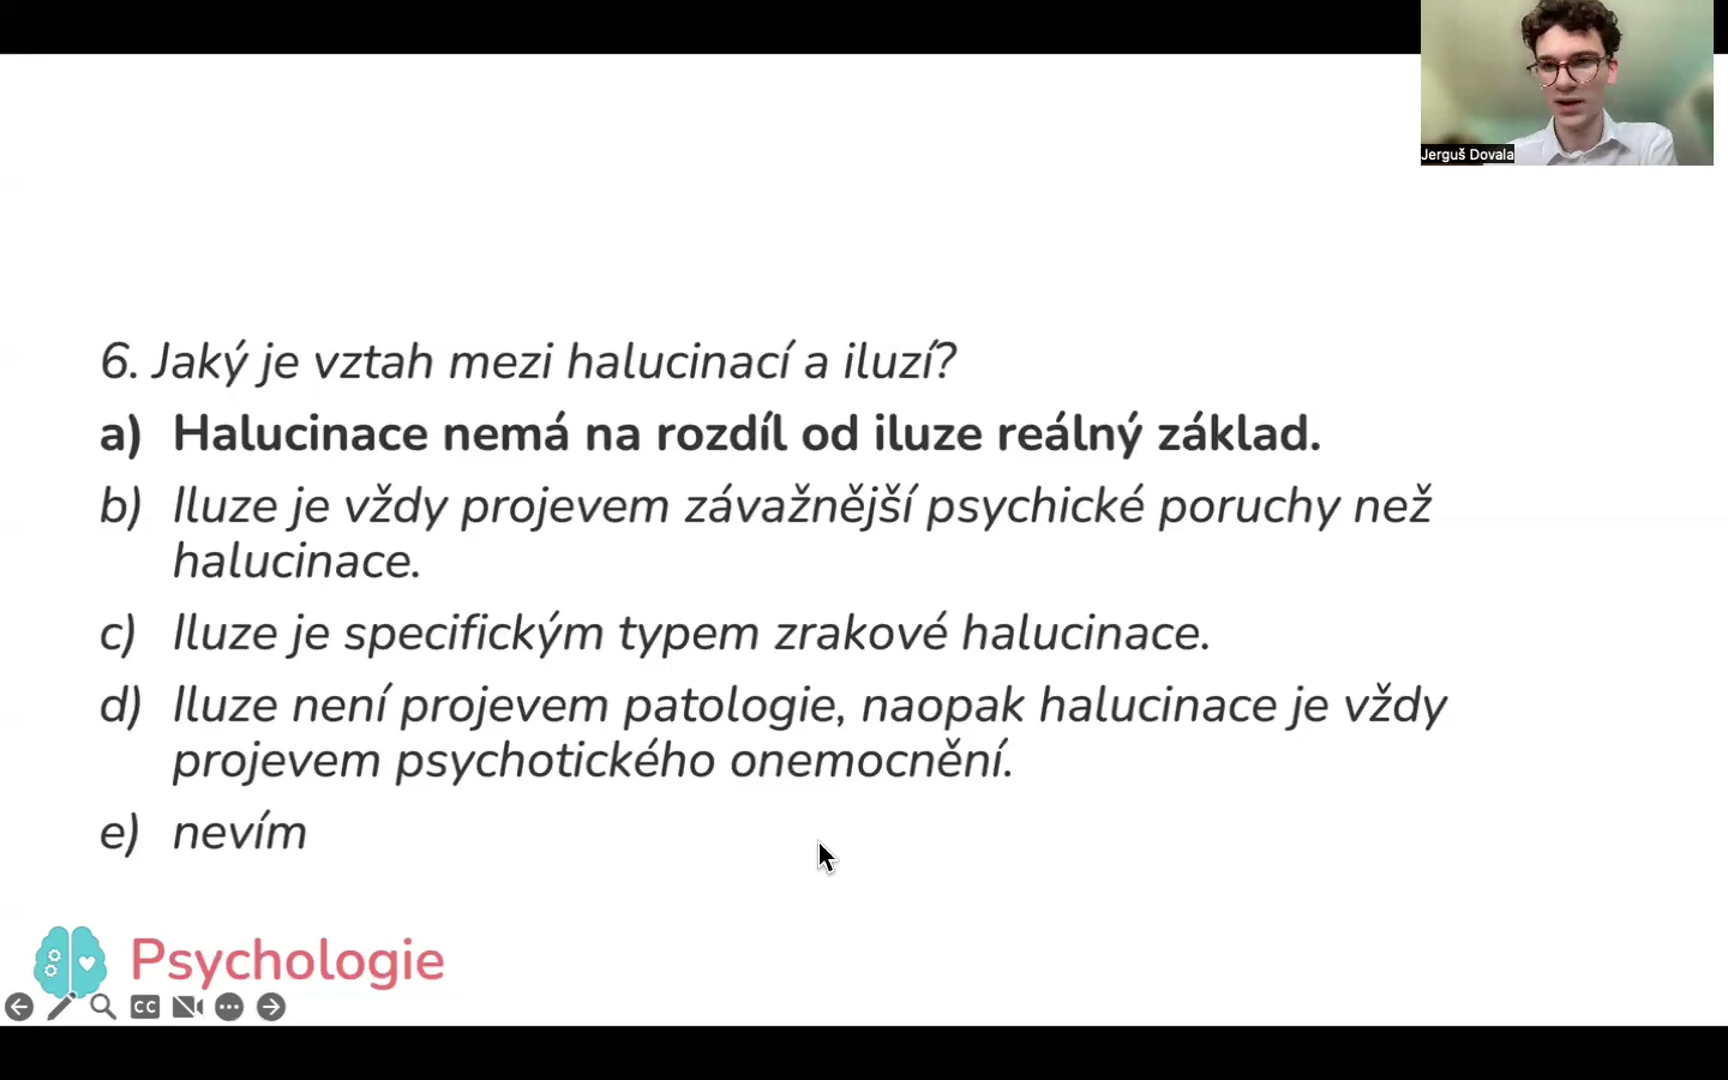 Jerguš Dovala
6. Jaký je vztah mezi halucinací a iluzí?
a) Halucinace nemá na rozdíl od iluze reálný základ.
b) Iluze je vždy projevem závažnější psychické poruchy než
halucinace.
c) Iluze je specifickým typem zrakové halucinace.
d) Iluze není projevem patologie, naopak halucinace je vždy
projevem psychotického onemocnění.
e) nevím
Psychologie
CC